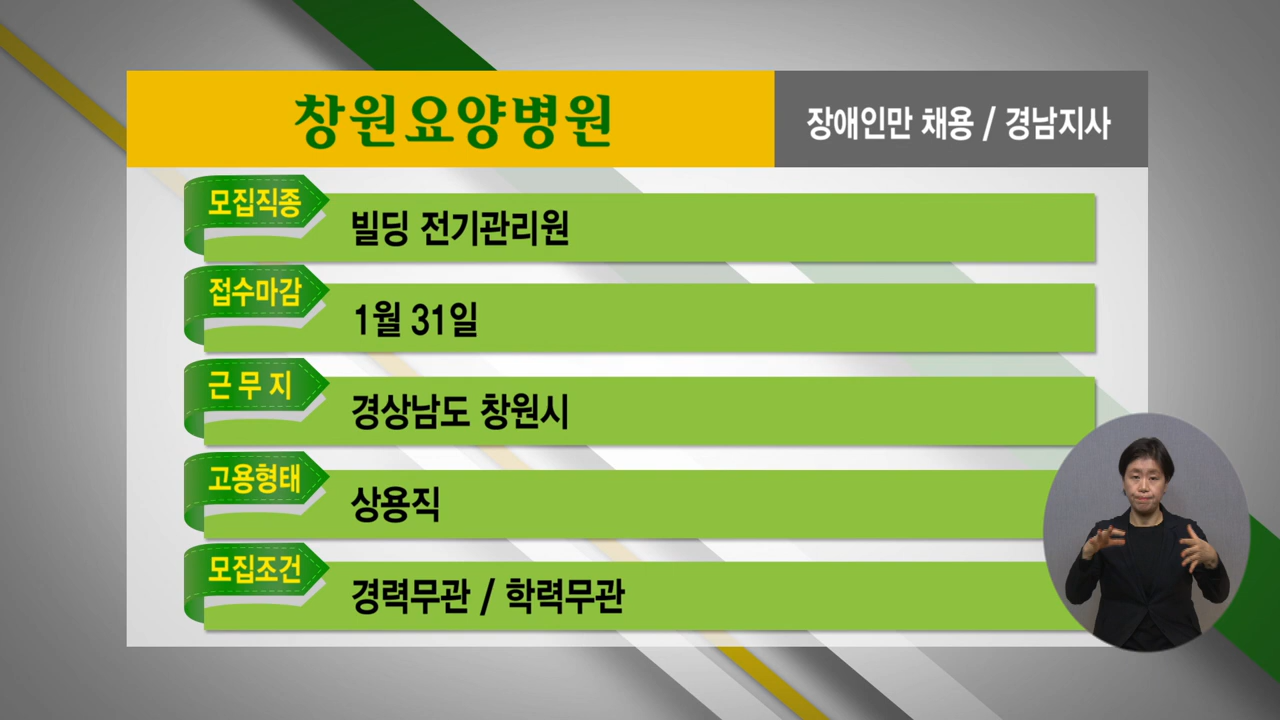 창원요양병원
장애인만 채용 / 경남지사
모집직종
빌딩 전기관리원
접수마감
1월 31일
근 무 지
경상남도 창원시
고용형태
상용직
모집조건
경력무관 / 학력무관